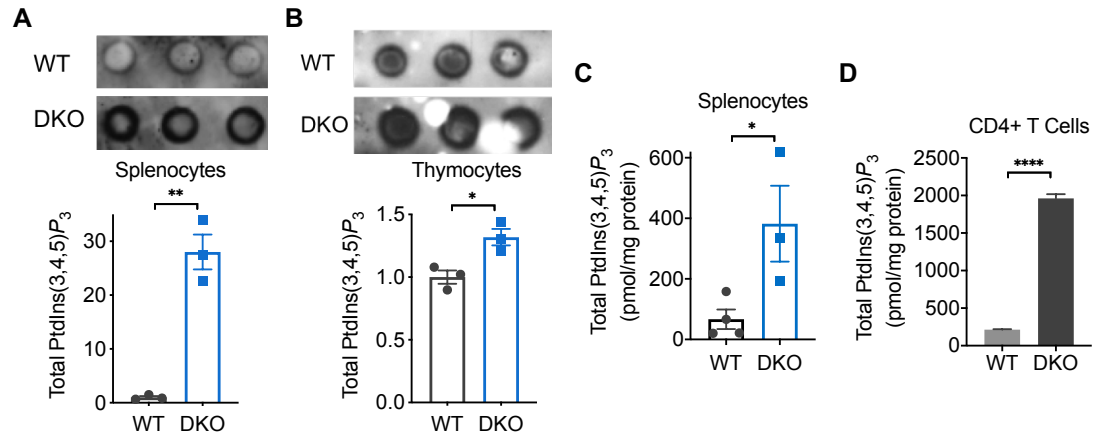 A
WT
DKO
Splenocytes
**
Total PtdIns(3,4,5)P3
30
20
10
0
WT DKO
B
WT
DKO
Thymocytes
*
Total PtdIns(3,4,5)P3
1.5
1.0
0.5
0.0
WT DKO
C
Splenocytes
*
Total PtdIns(3,4,5)P3
(pmol/mg protein)
600
400
200
0
WT DKO
D
CD4+ T Cells
****
Total PtdIns(3,4,5)P3
(pmol/mg protein)
2500
2000
1500
1000
500
0
WT DKO